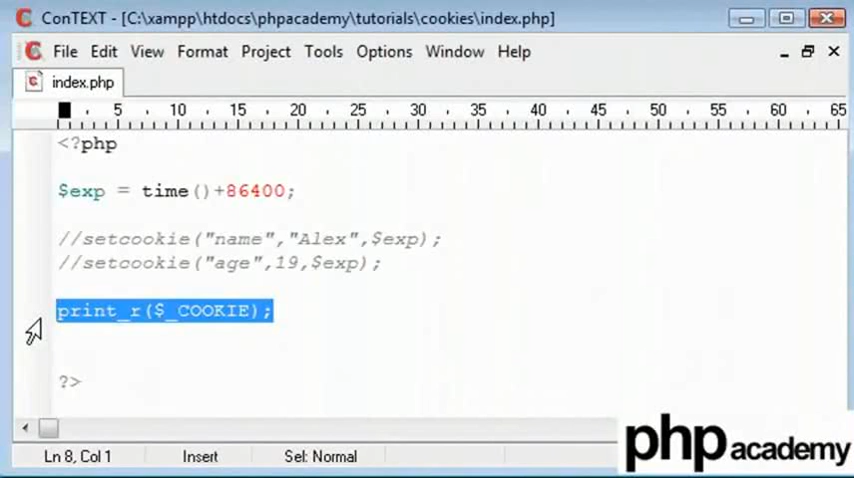 ConTEXT - [C:\xampp\htdocs\phpacademy\tutorials\cookies\index.php]
File Edit View Format Project Tools Options Window Help
index.php
5 10 15 20 25 30 35 40 45 50 55 60 65
<?php
$exp = time()+86400;
//setcookie("name","Alex",$exp);
//setcookie("age",19,$exp);
print_r($_COOKIE);
?>
Ln 8, Col 1 Insert Sel: Normal
php academy